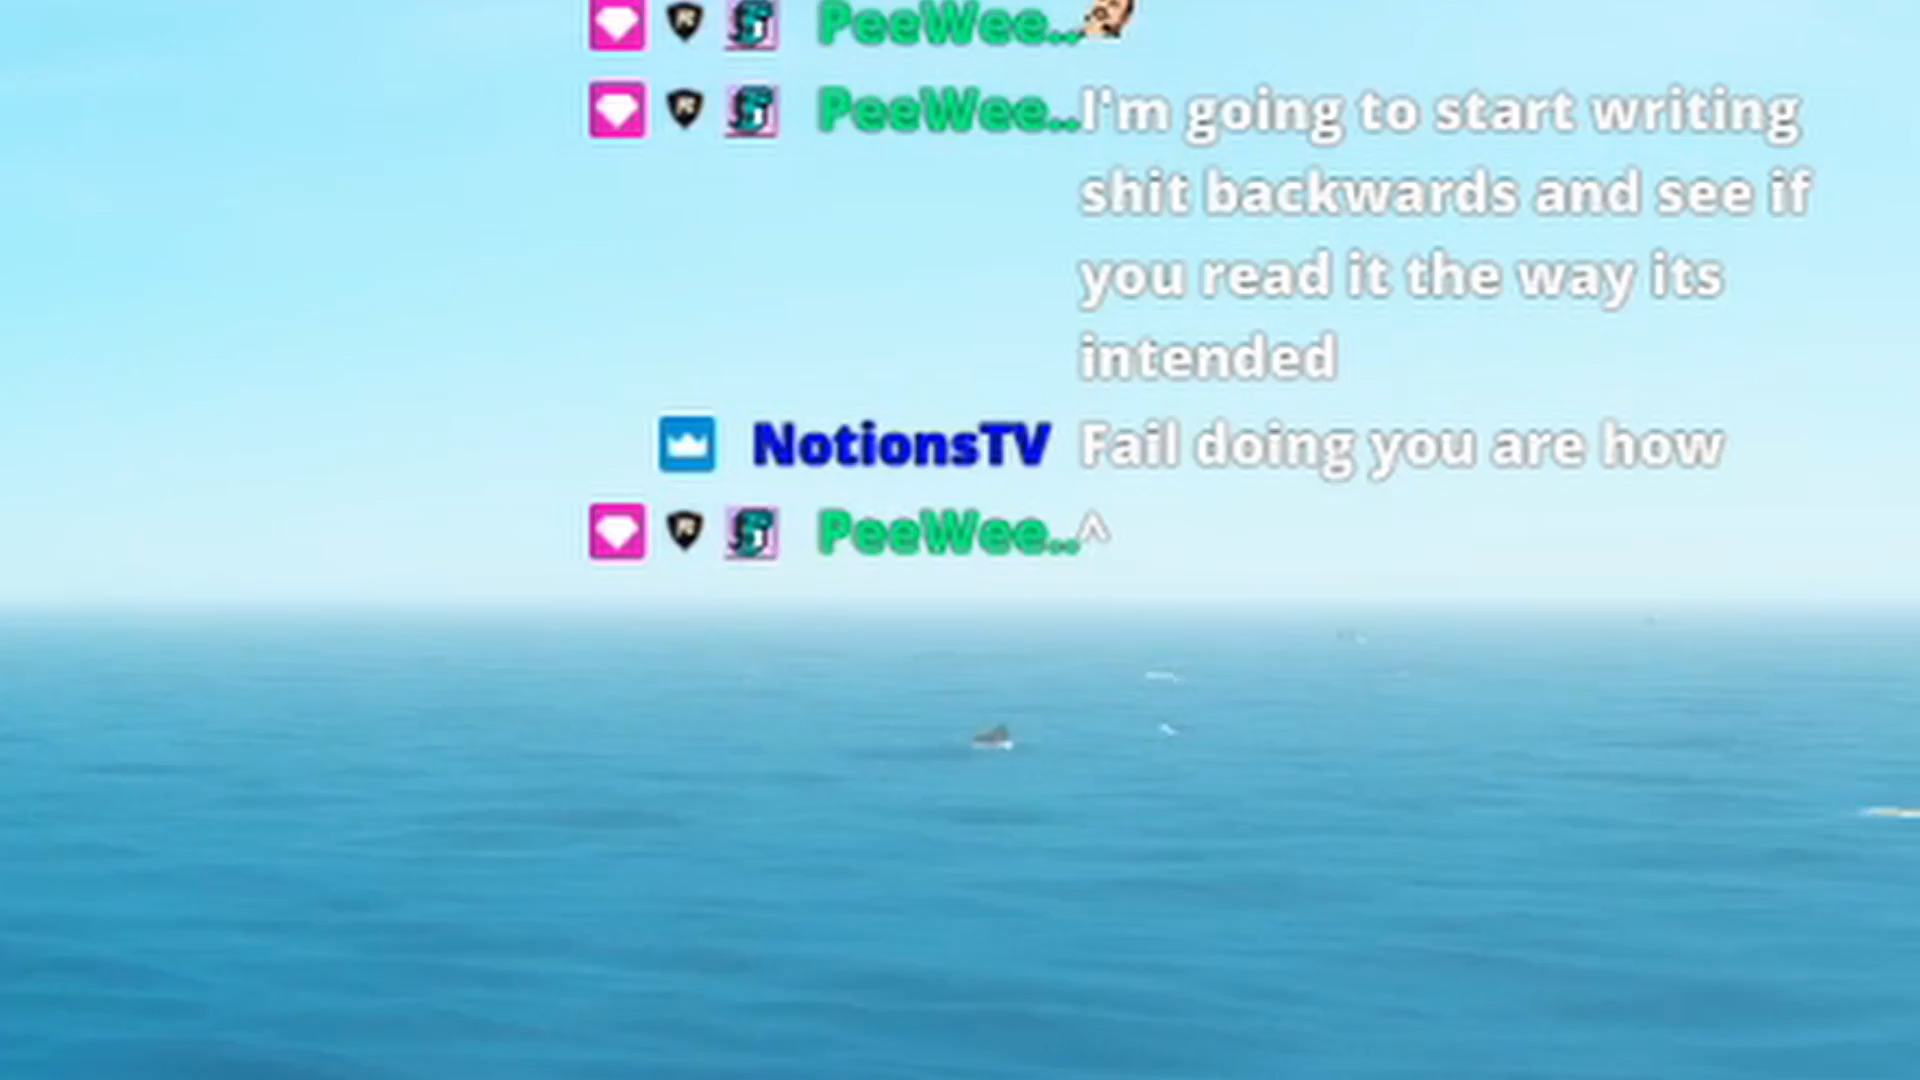 PeeWee..
PeeWee.. I'm going to start writing
shit backwards and see if
you read it the way its
intended
NotionsTV Fail doing you are how
PeeWee.. ^